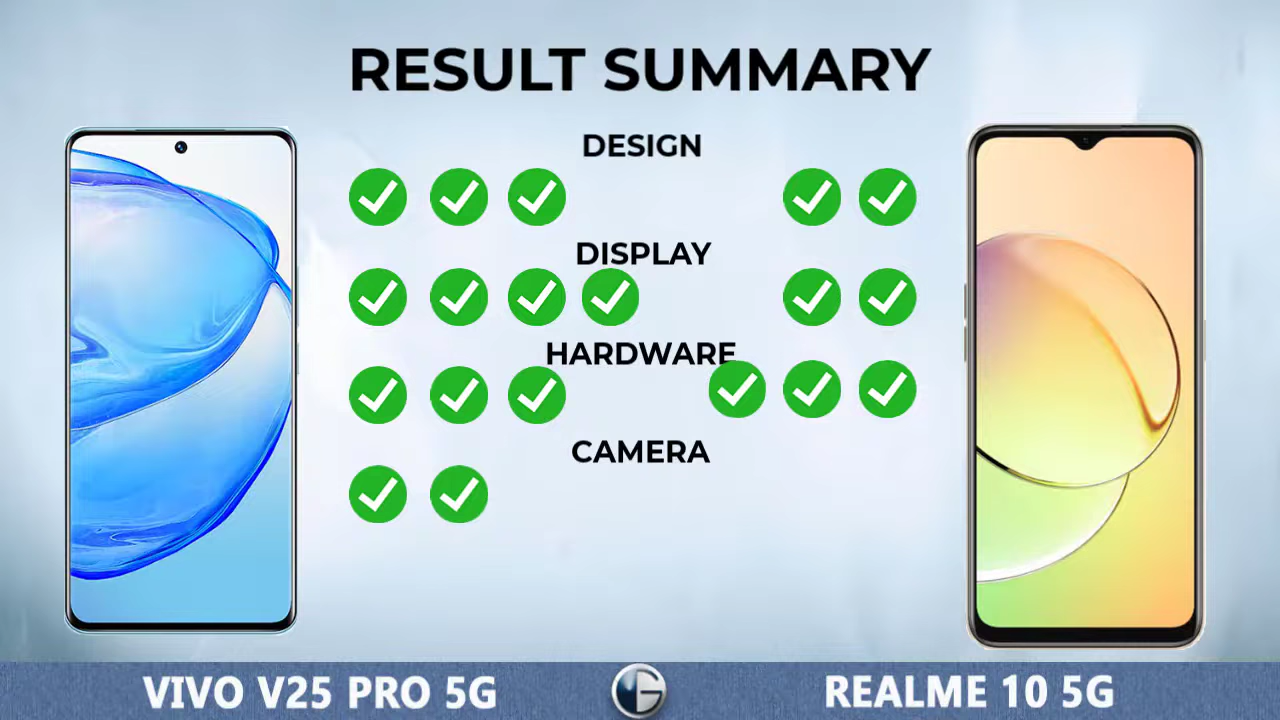 RESULT SUMMARY
DESIGN
DISPLAY
HARDWARE
CAMERA
VIVO V25 PRO 5G
G
REALME 10 5G